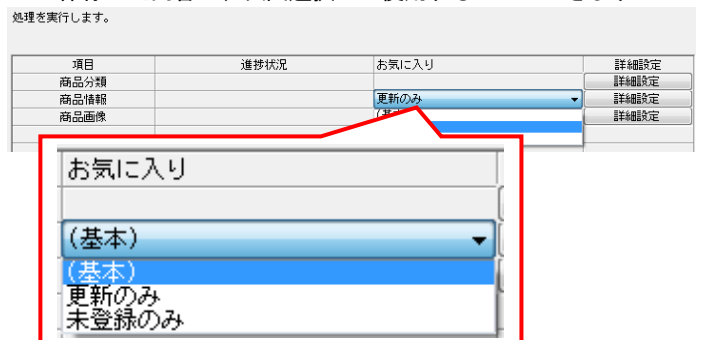 処理を実行します。
項目 進捗状況 お気に入り 詳細設定
商品分類 詳細設定
商品情報 更新のみ 詳細設定
商品画像 詳細設定
お気に入り
(基本)
(基本)
更新のみ
未登録のみ